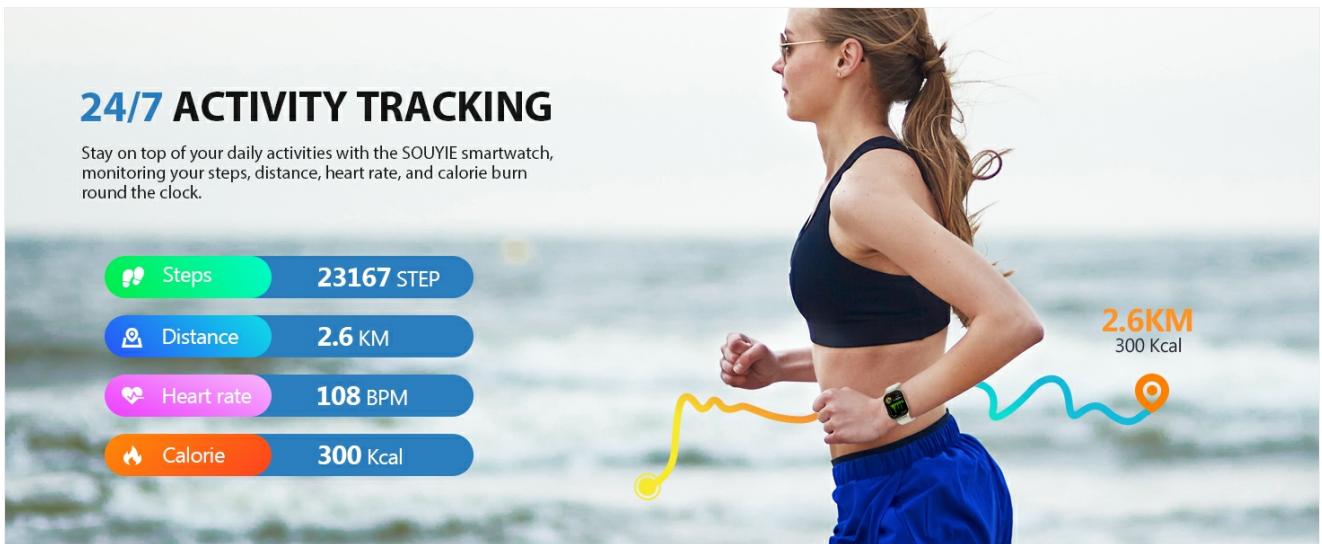 24/7 ACTIVITY TRACKING
Stay on top of your daily activities with the SOUYIE smartwatch,
monitoring your steps, distance, heart rate, and calorie burn
round the clock.
Steps 23167 STEP
Distance 2.6 KM
Heart rate 108 BPM
Calorie 300 Kcal
2.6KM
300 Kcal